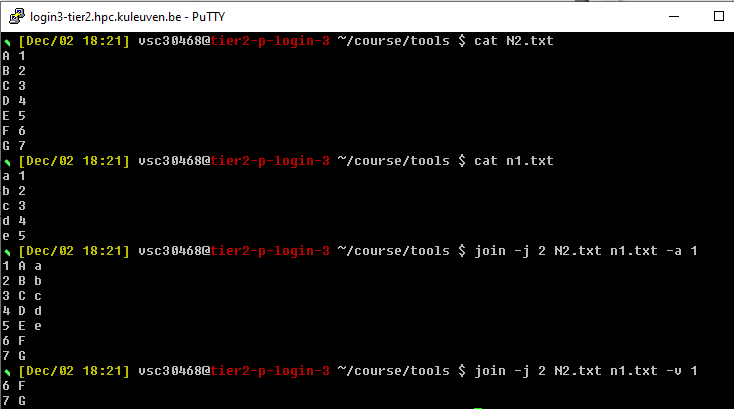 login3-tier2.hpc.kuleuven.be - PuTTY
[Dec/02 18:21] vsc30468@tier2-p-login-3 ~/course/tools $ cat N2.txt
A 1
B 2
C 3
D 4
E 5
F 6
G 7
[Dec/02 18:21] vsc30468@tier2-p-login-3 ~/course/tools $ cat n1.txt
a 1
b 2
c 3
d 4
e 5
[Dec/02 18:21] vsc30468@tier2-p-login-3 ~/course/tools $ join -j 2 N2.txt n1.txt -a 1
1 A a
2 B b
3 C c
4 D d
5 E e
6 F
7 G
[Dec/02 18:21] vsc30468@tier2-p-login-3 ~/course/tools $ join -j 2 N2.txt n1.txt -v 1
6 F
7 G